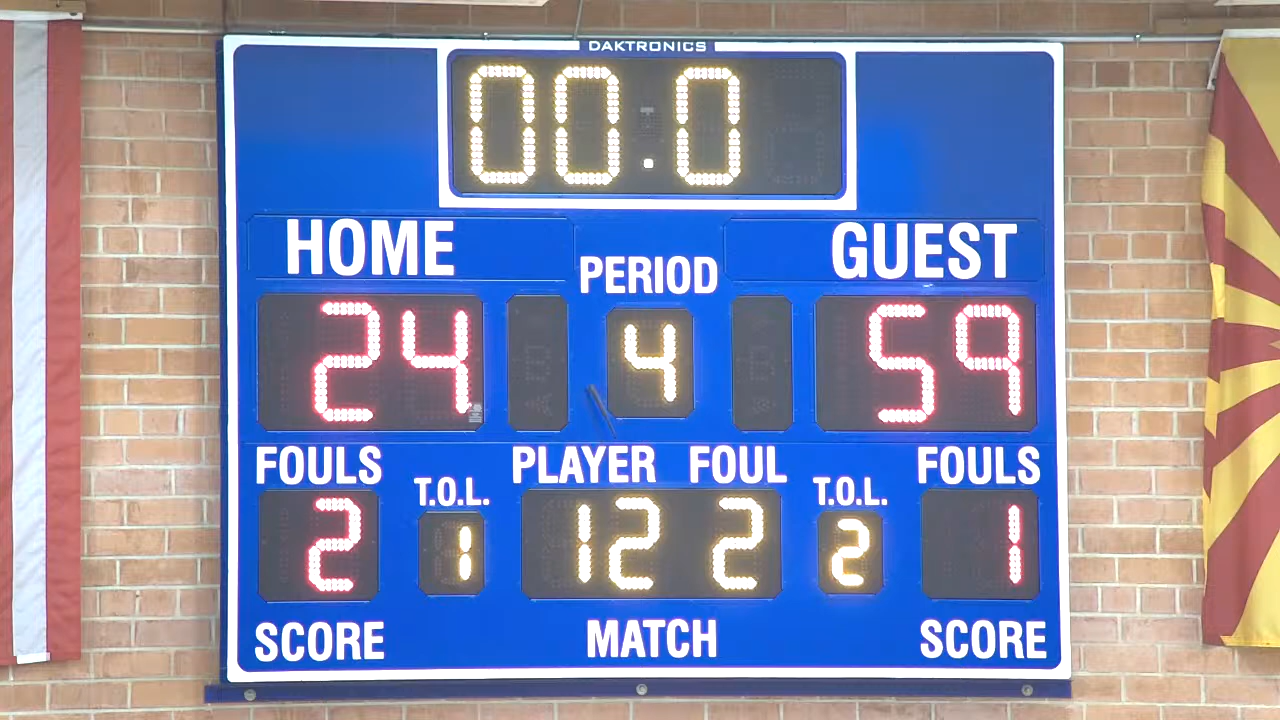 DAKTRONICS
00.0
HOME
GUEST
PERIOD
24
4
59
FOULS
T.O.L.
PLAYER FOUL
T.O.L.
FOULS
2
1
12 2
2
1
SCORE
MATCH
SCORE